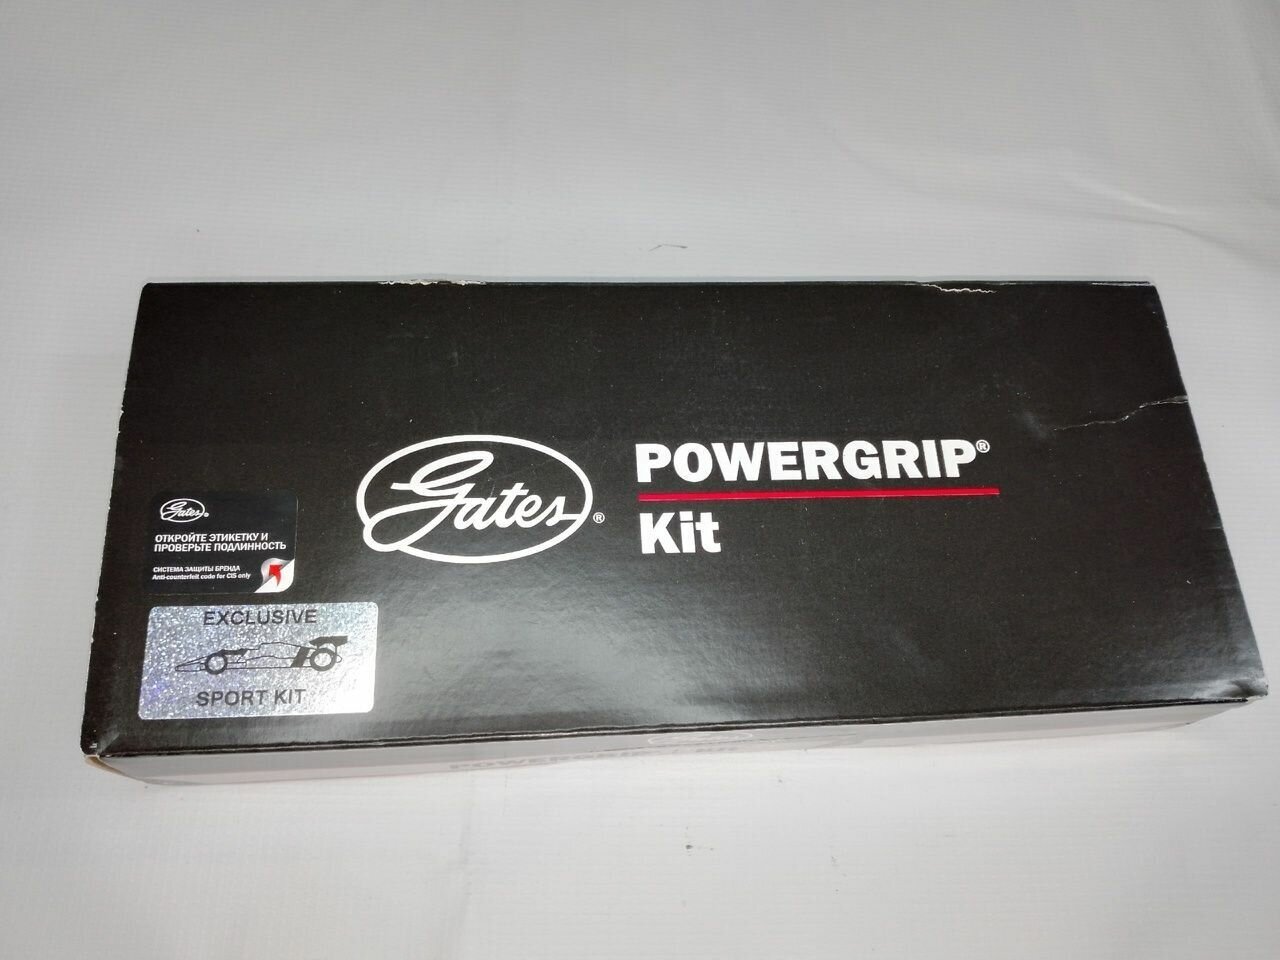 Gates®
POWERGRIP®
Kit
Gates®
ОТКРОЙТЕ ЭТИКЕТКУ И
ПРОВЕРЬТЕ ПОДЛИННОСТЬ
СИСТЕМА ЗАЩИТЫ БРЕНДА
Anti-counterfeit code for CIS only
EXCLUSIVE
SPORT KIT
POWERGRIP